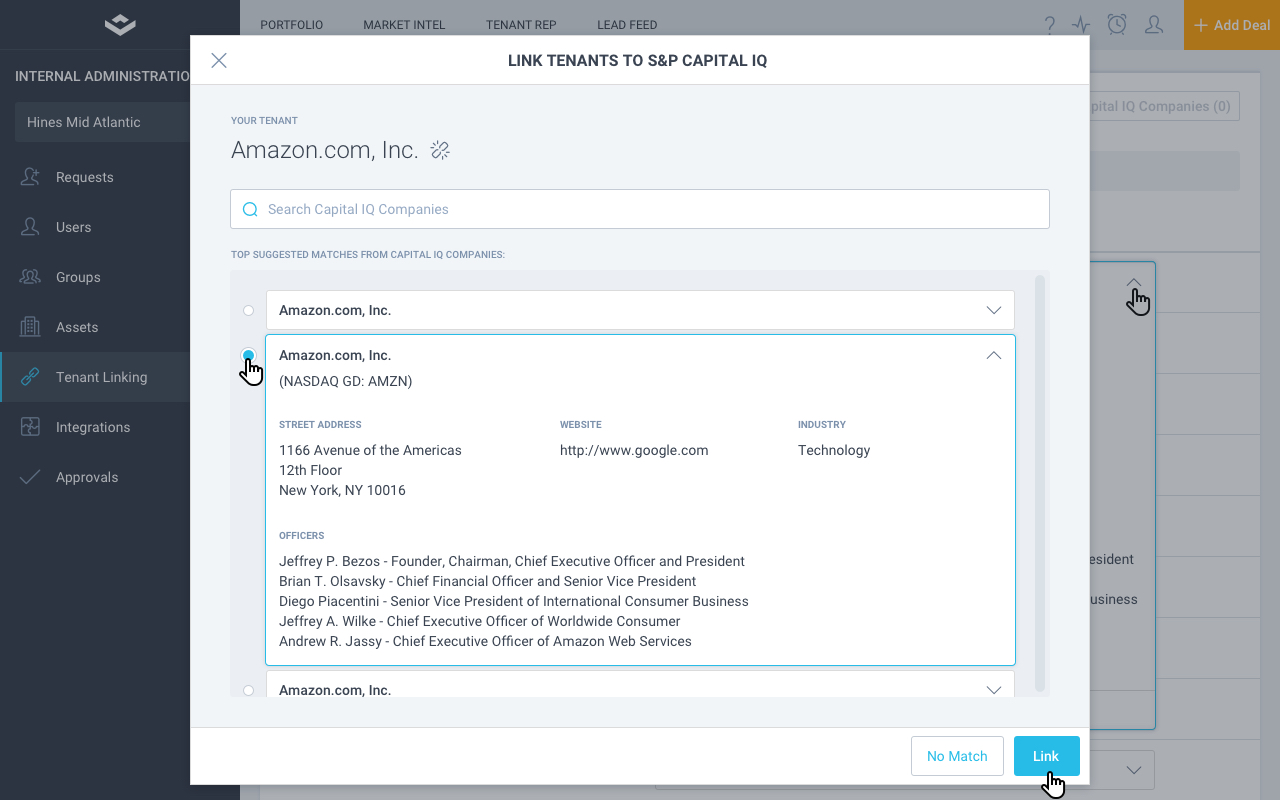 PORTFOLIO MARKET INTEL TENANT REP LEAD FEED ? + Add Deal
LINK TENANTS TO S&P CAPITAL IQ
INTERNAL ADMINISTRATIO
Hines Mid Atlantic
Requests
Users
Groups
Assets
Tenant Linking
Integrations
Approvals
pital IQ Companies (0)
YOUR TENANT
Amazon.com, Inc.
Search Capital IQ Companies
TOP SUGGESTED MATCHES FROM CAPITAL IQ COMPANIES:
Amazon.com, Inc.
Amazon.com, Inc.
(NASDAQ GD: AMZN)
STREET ADDRESS WEBSITE INDUSTRY
1166 Avenue of the Americas http://www.google.com Technology
12th Floor
New York, NY 10016
OFFICERS
Jeffrey P. Bezos - Founder, Chairman, Chief Executive Officer and President
Brian T. Olsavsky - Chief Financial Officer and Senior Vice President
Diego Piacentini - Senior Vice President of International Consumer Business
Jeffrey A. Wilke - Chief Executive Officer of Worldwide Consumer
Andrew R. Jassy - Chief Executive Officer of Amazon Web Services
Amazon.com, Inc.
esident
usiness
No Match Link